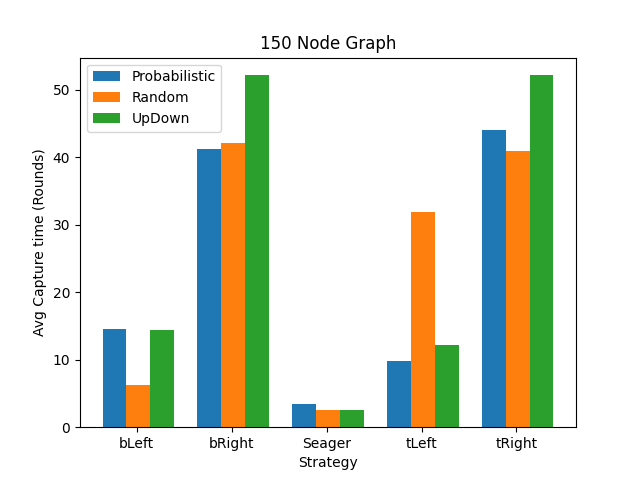 150 Node Graph
Probabilistic
Random
UpDown
Avg Capture time (Rounds)
50
40
30
20
10
0
bLeft bRight Seager tLeft tRight
Strategy